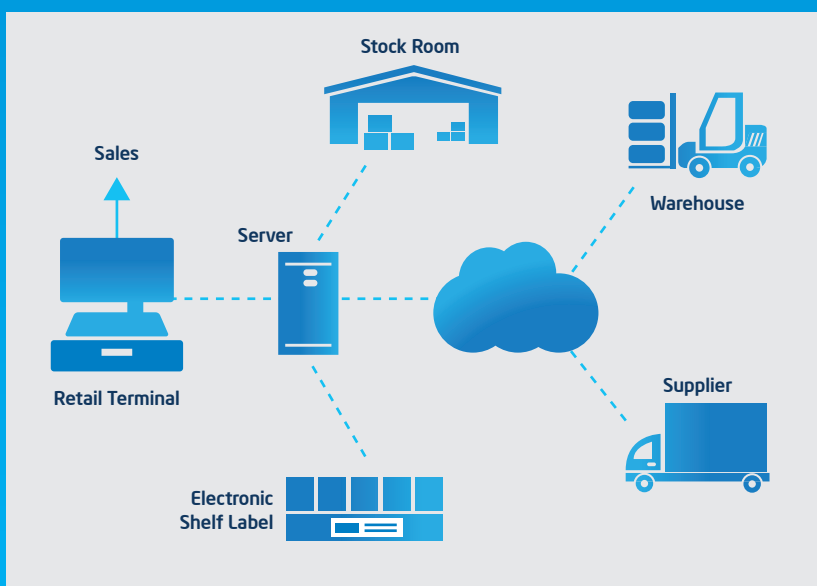 Stock Room
Sales
Warehouse
Server
Retail Terminal
Supplier
Electronic
Shelf Label